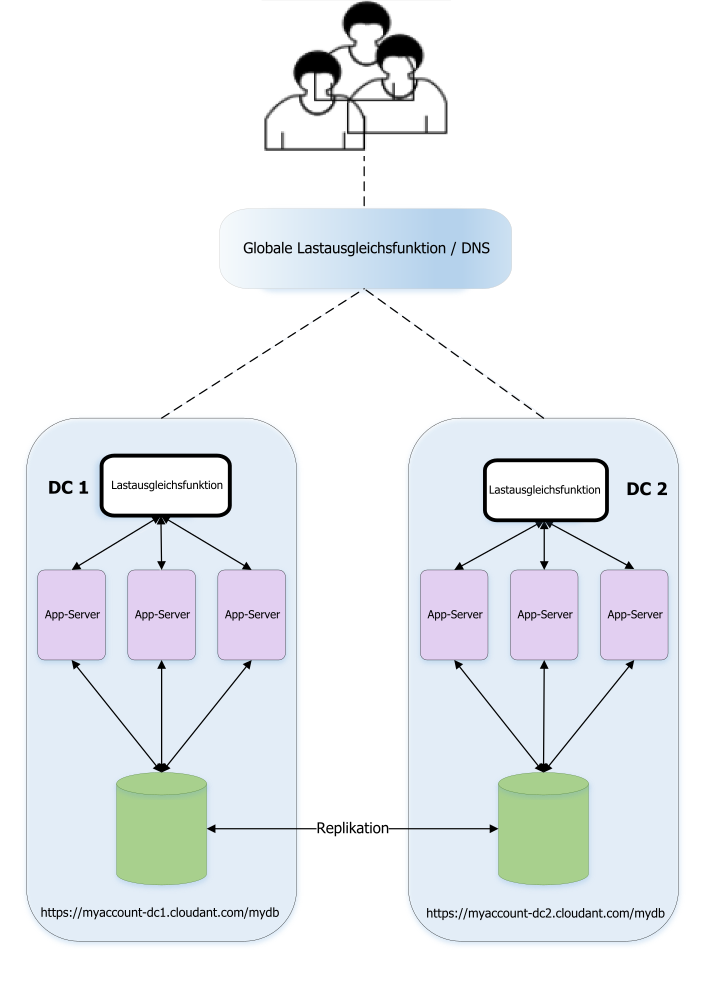 Globale Lastausgleichsfunktion / DNS
DC 1
Lastausgleichsfunktion
App-Server
App-Server
App-Server
https://myaccount-dc1.cloudant.com/mydb
Lastausgleichsfunktion
DC 2
App-Server
App-Server
App-Server
https://myaccount-dc2.cloudant.com/mydb
Replikation